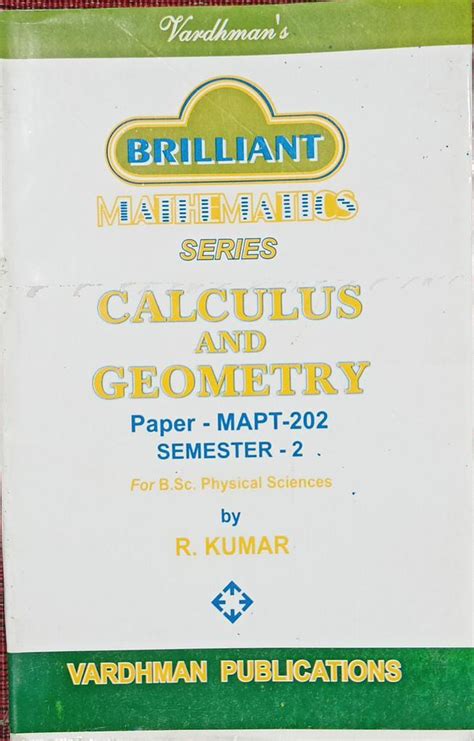 Vardhman's
BRILLIANT
MATHEMATICS
SERIES
CALCULUS
AND
GEOMETRY
Paper - MAPT-202
SEMESTER - 2 .
For B.Sc. Physical Sciences
by
R. KUMAR
VARDHMAN PUBLICATIONS